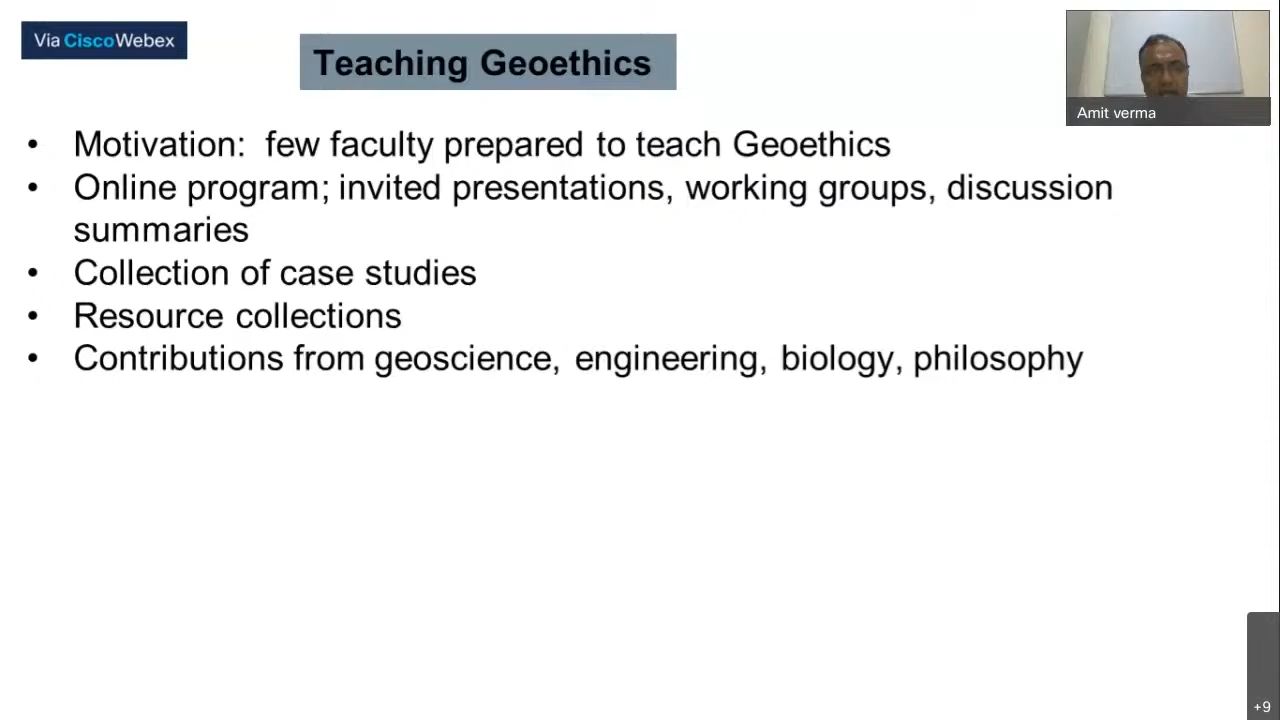 Via CiscoWebex
Teaching Geoethics
Amit verma
• Motivation: few faculty prepared to teach Geoethics
• Online program; invited presentations, working groups, discussion
summaries
• Collection of case studies
• Resource collections
• Contributions from geoscience, engineering, biology, philosophy
+9